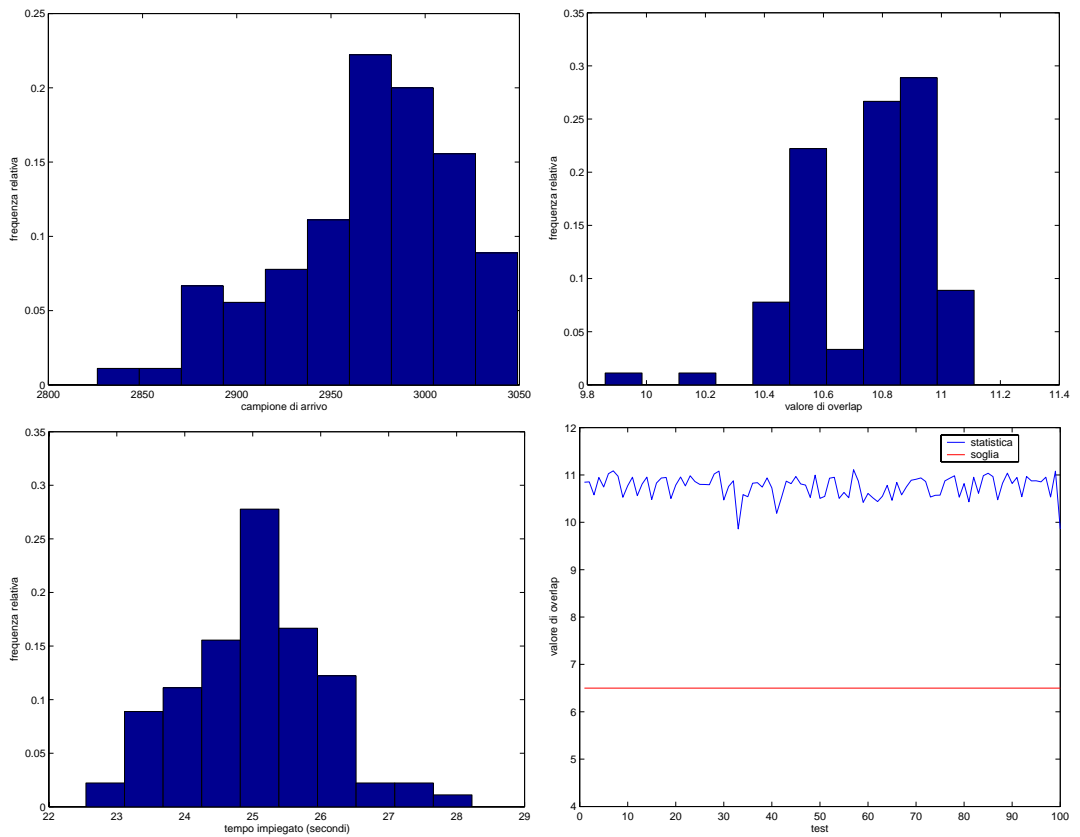 0.25
0.2
0.15
0.1
0.05
0
frequenza relativa
2800 2850 2900 2950 3000 3050
campione di arrivo
0.35
0.3
0.25
0.2
0.15
0.1
0.05
0
frequenza relativa
9.8 10 10.2 10.4 10.6 10.8 11 11.2 11.4
valore di overlap
0.35
0.3
0.25
0.2
0.15
0.1
0.05
0
frequenza relativa
22 23 24 25 26 27 28 29
tempo impiegato (secondi)
12
11
10
9
8
7
6
5
4
valore di overlap
statistica
soglia
0 10 20 30 40 50 60 70 80 90 100
test